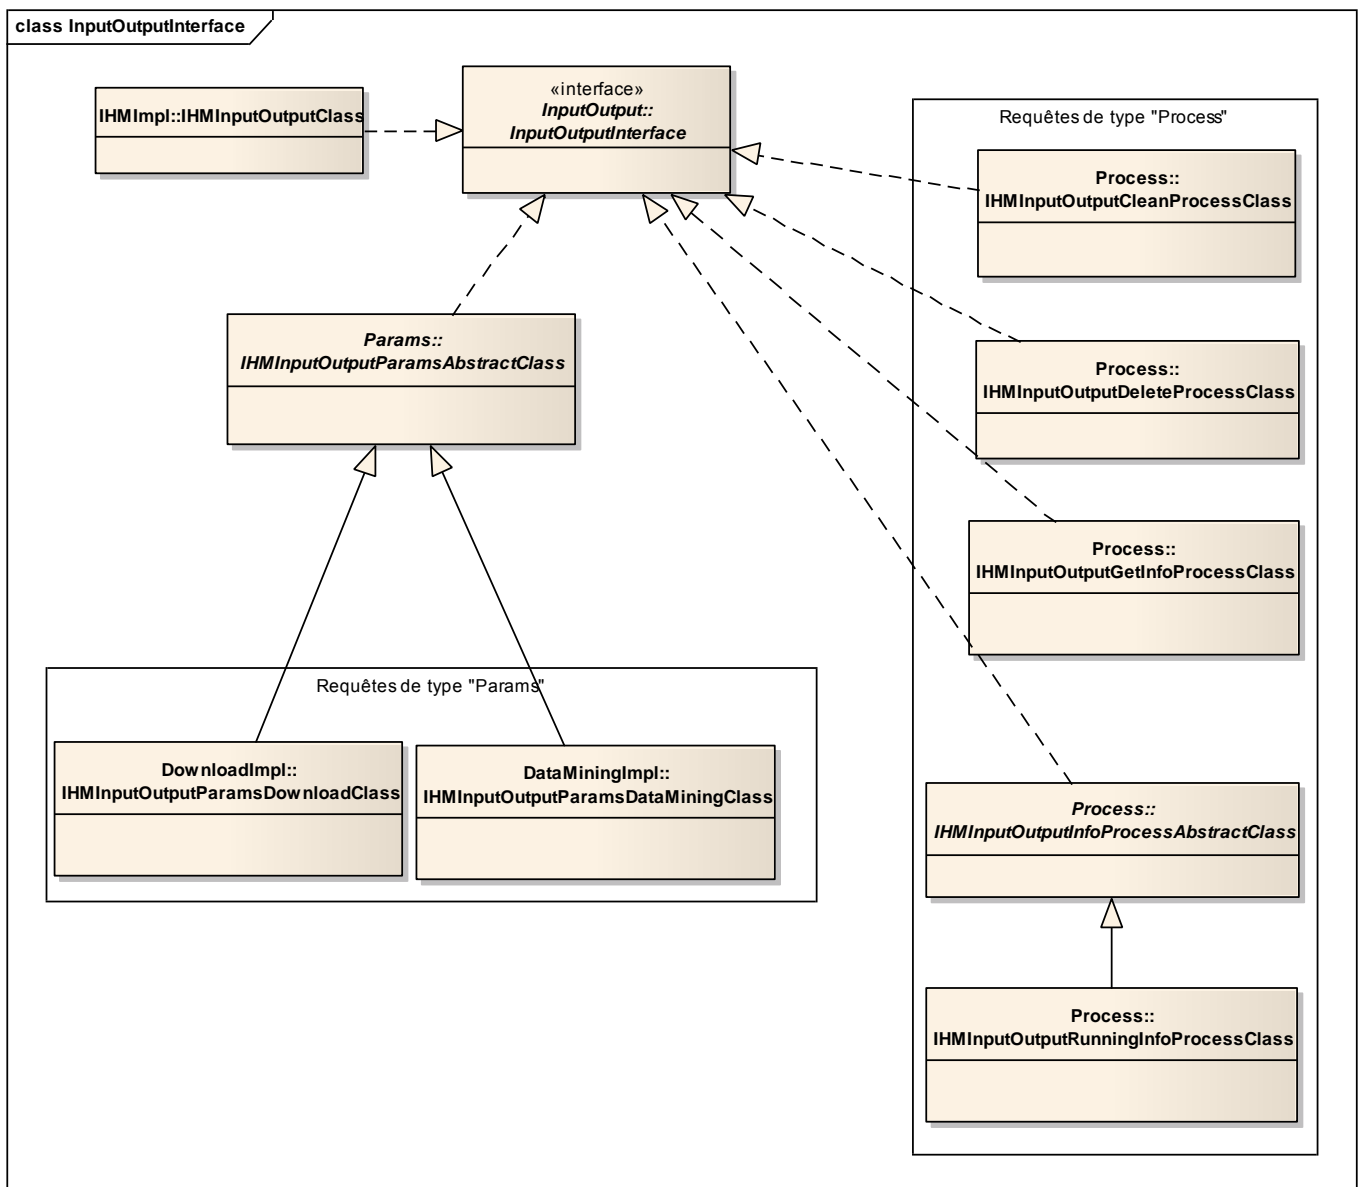 class InputOutputInterface
IHMImpl::IHMInputOutputClass
«interface»
InputOutput::
InputOutputInterface
Requêtes de type "Process"
Process::
IHMInputOutputCleanProcessClass
Params::
IHMInputOutputParamsAbstractClass
Process::
IHMInputOutputDeleteProcessClass
Process::
IHMInputOutputGetInfoProcessClass
Requêtes de type "Params"
DownloadImpl::
IHMInputOutputParamsDownloadClass
DataMiningImpl::
IHMInputOutputParamsDataMiningClass
Process::
IHMInputOutputInfoProcessAbstractClass
Process::
IHMInputOutputRunningInfoProcessClass